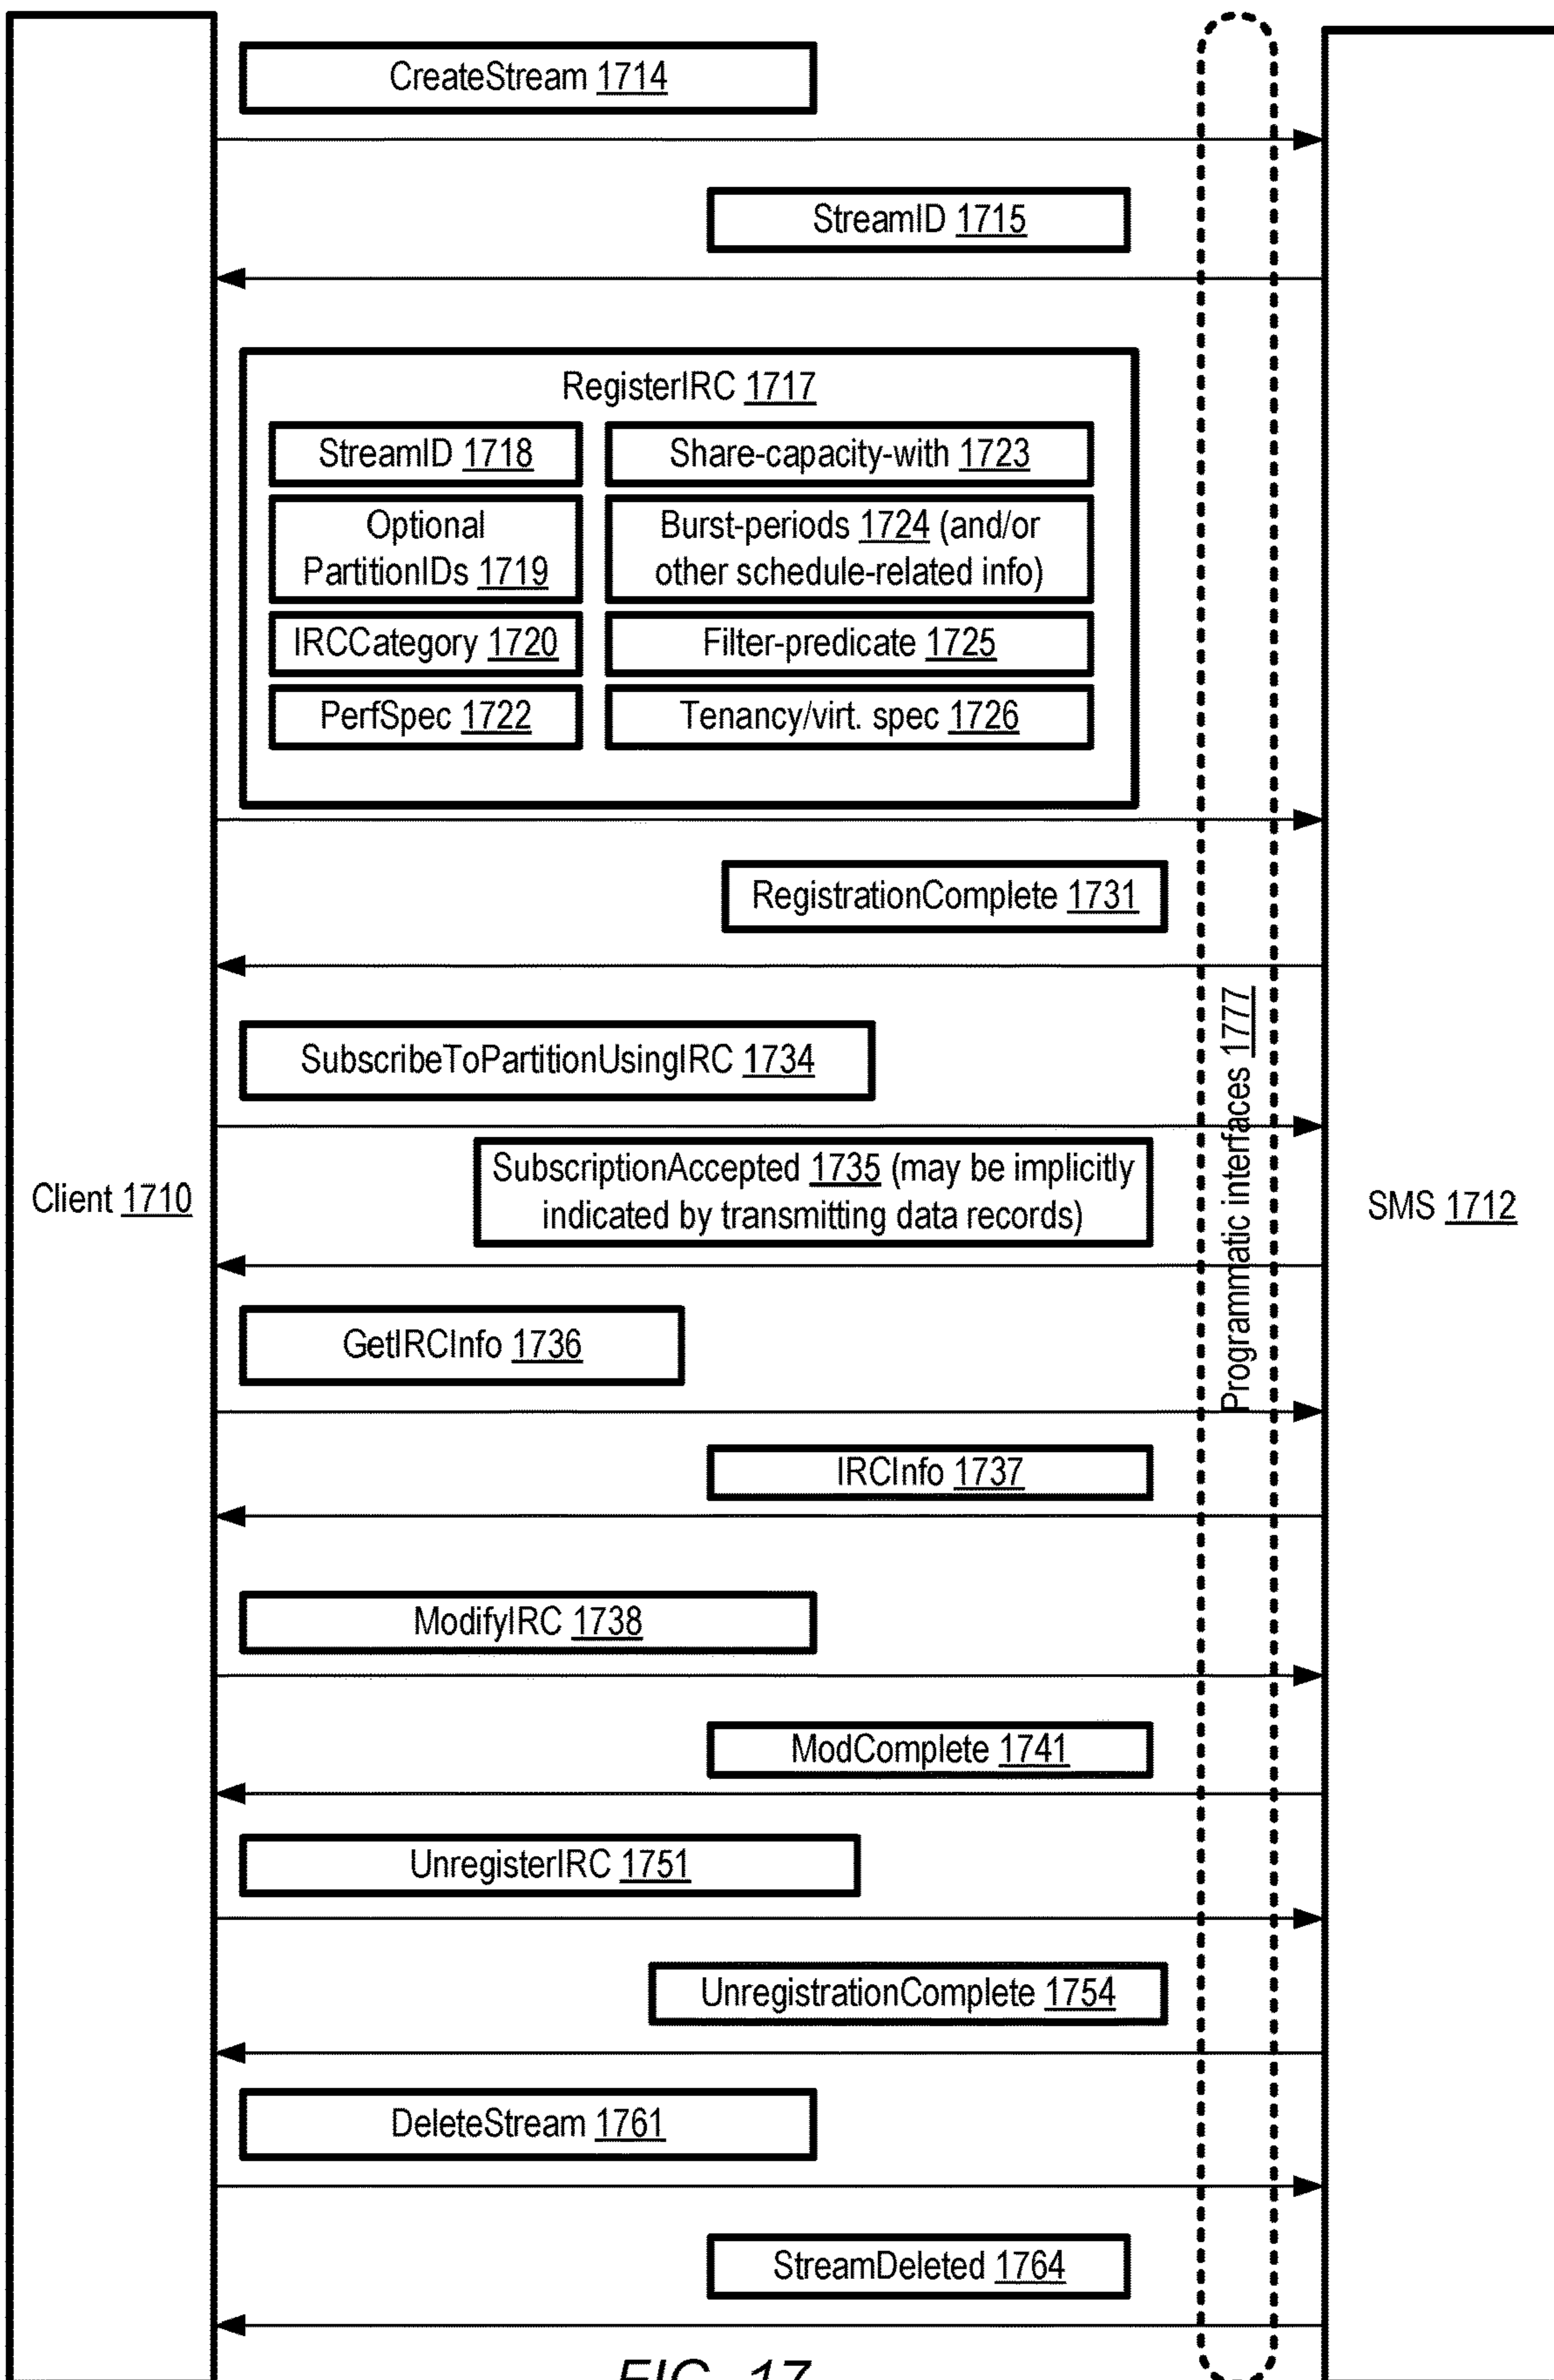 CreateStream 1714
StreamID 1715
RegisterIRC 1717
StreamID 1718
Share-capacity-with 1723
Optional
PartitionIDs 1719
Burst-periods 1724 (and/or
other schedule-related info)
IRCCategory 1720
Filter-predicate 1725
PerfSpec 1722
Tenancy/virt. spec 1726
RegistrationComplete 1731
SubscribeToPartitionUsingIRC 1734
Client 1710
SubscriptionAccepted 1735 (may be implicitly
indicated by transmitting data records)
Programmatic interfaces 1777
SMS 1712
GetIRCInfo 1736
IRCInfo 1737
ModifyIRC 1738
ModComplete 1741
UnregisterIRC 1751
UnregistrationComplete 1754
DeleteStream 1761
StreamDeleted 1764
FIG. 17